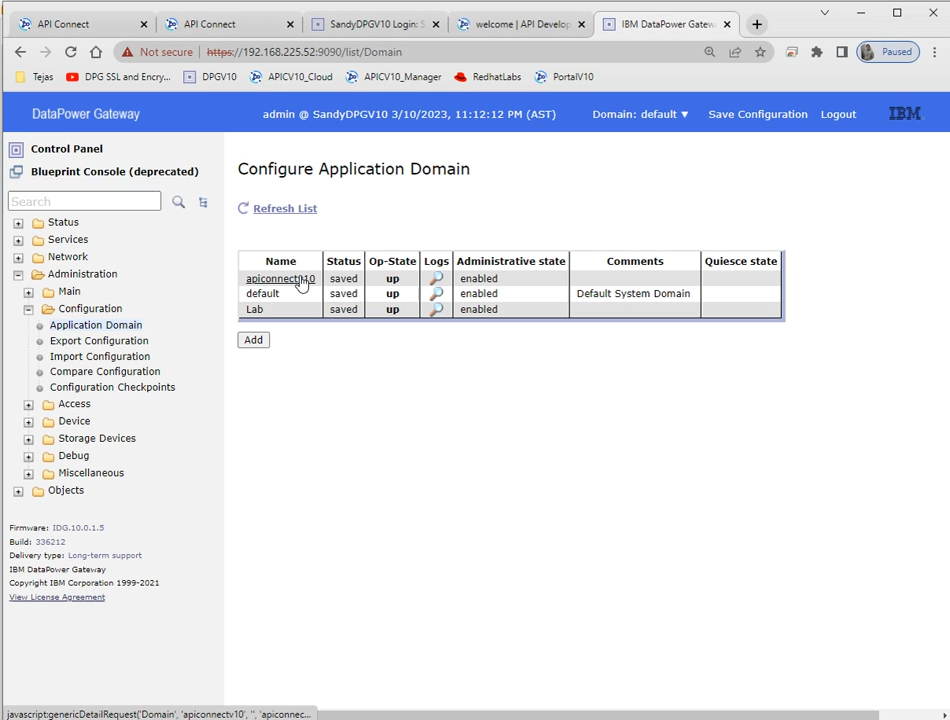 API Connect
API Connect
SandyDPGV10 Login: S
welcome | API Develop
IBM DataPower Gatew
Not secure
https://192.168.225.52:9090/list/Domain
Paused
Tejas
DPG SSL and Encry...
DPGV10
APICV10_Cloud
APICV10_Manager
RedhatLabs
PortalV10
DataPower Gateway
admin @ SandyDPGV10 3/10/2023, 11:12:12 PM (AST)
Domain: default ▼
Save Configuration
Logout
IBM
Control Panel
Blueprint Console (deprecated)
Search
Status
Services
Network
Administration
Main
Configuration
Application Domain
Export Configuration
Import Configuration
Compare Configuration
Configuration Checkpoints
Access
Device
Storage Devices
Debug
Miscellaneous
Objects
Firmware: IDG.10.0.1.5
Build: 336212
Delivery type: Long-term support
IBM DataPower Gateway
Copyright IBM Corporation 1999-2021
View License Agreement
Configure Application Domain
Refresh List
Name Status Op-State Logs Administrative state Comments Quiesce state
apiconnectv10 saved up enabled
default saved up enabled Default System Domain
Lab saved up enabled
Add
javascript:genericDetailRequest('Domain', 'apiconnectv10', '', 'apiconnec...